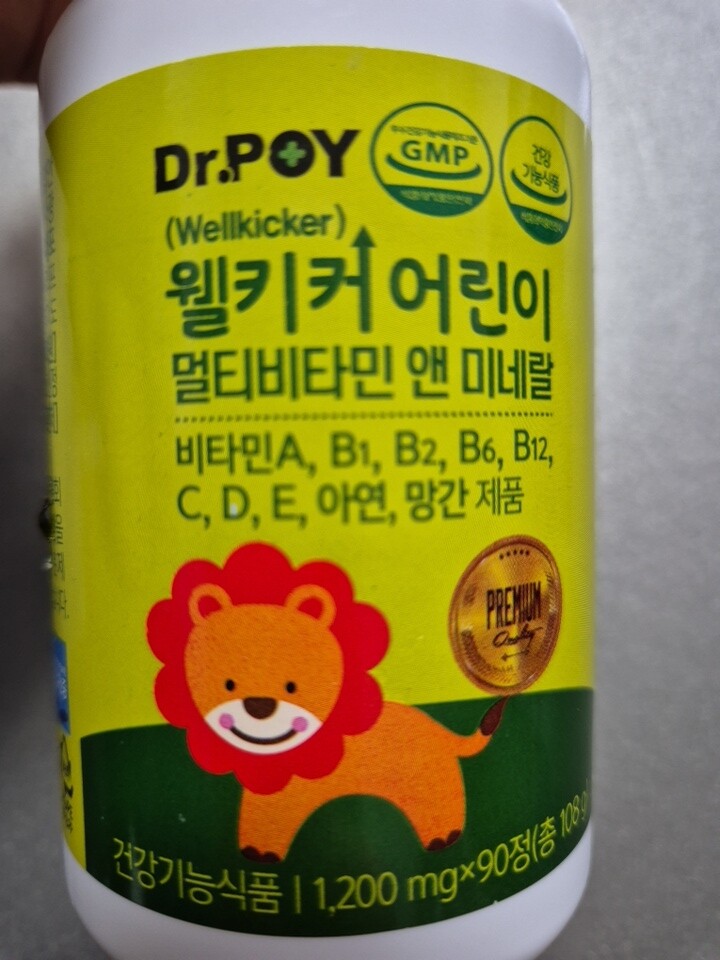 Dr.POY
GMP
건강
기능식품
(Wellkicker)
웰키커 어린이
멀티비타민 앤 미네랄
비타민A, B1, B2, B6, B12,
C, D, E, 아연, 망간 제품
PREMIUM
Quality
건강기능식품 | 1,200 mg×90정(총 108 g)